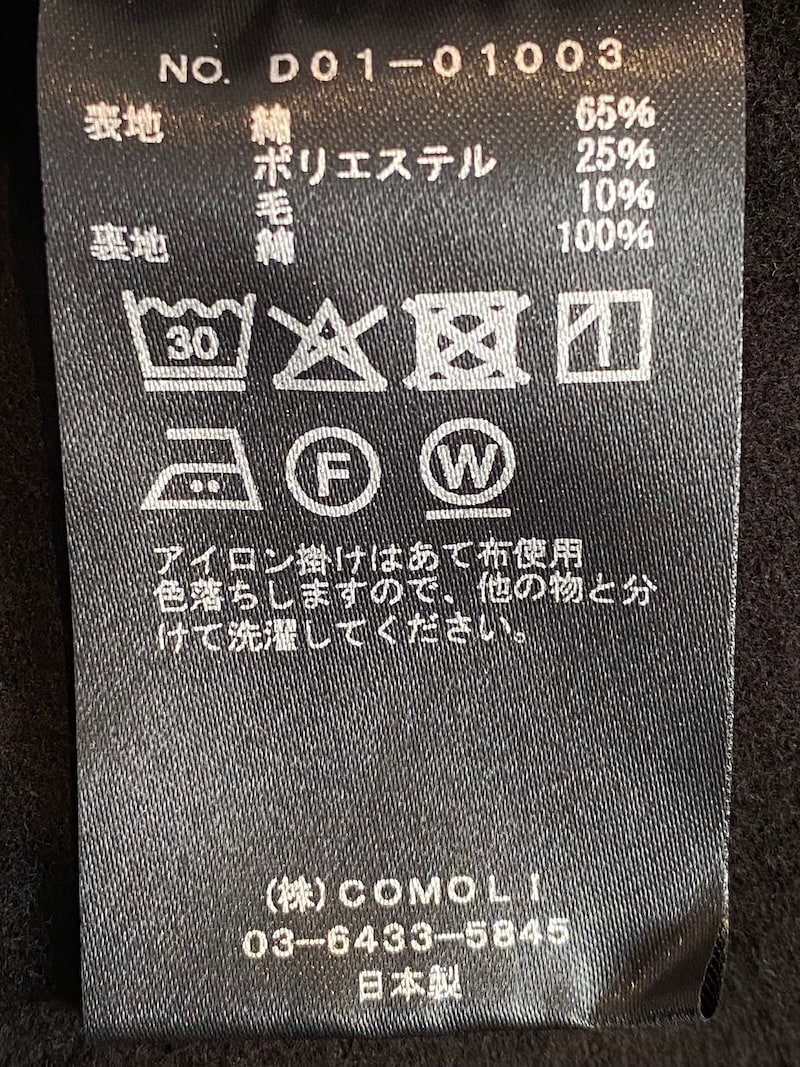 NO. D01-01003
表地 綿 65%
ポリエステル 25%
毛 10%
裏地 綿 100%
30
F W
アイロン掛けはあて布使用
色落ちしますので、他の物と分
けて洗濯してください。
(株)COMOLI
03-6433-5845
日本製